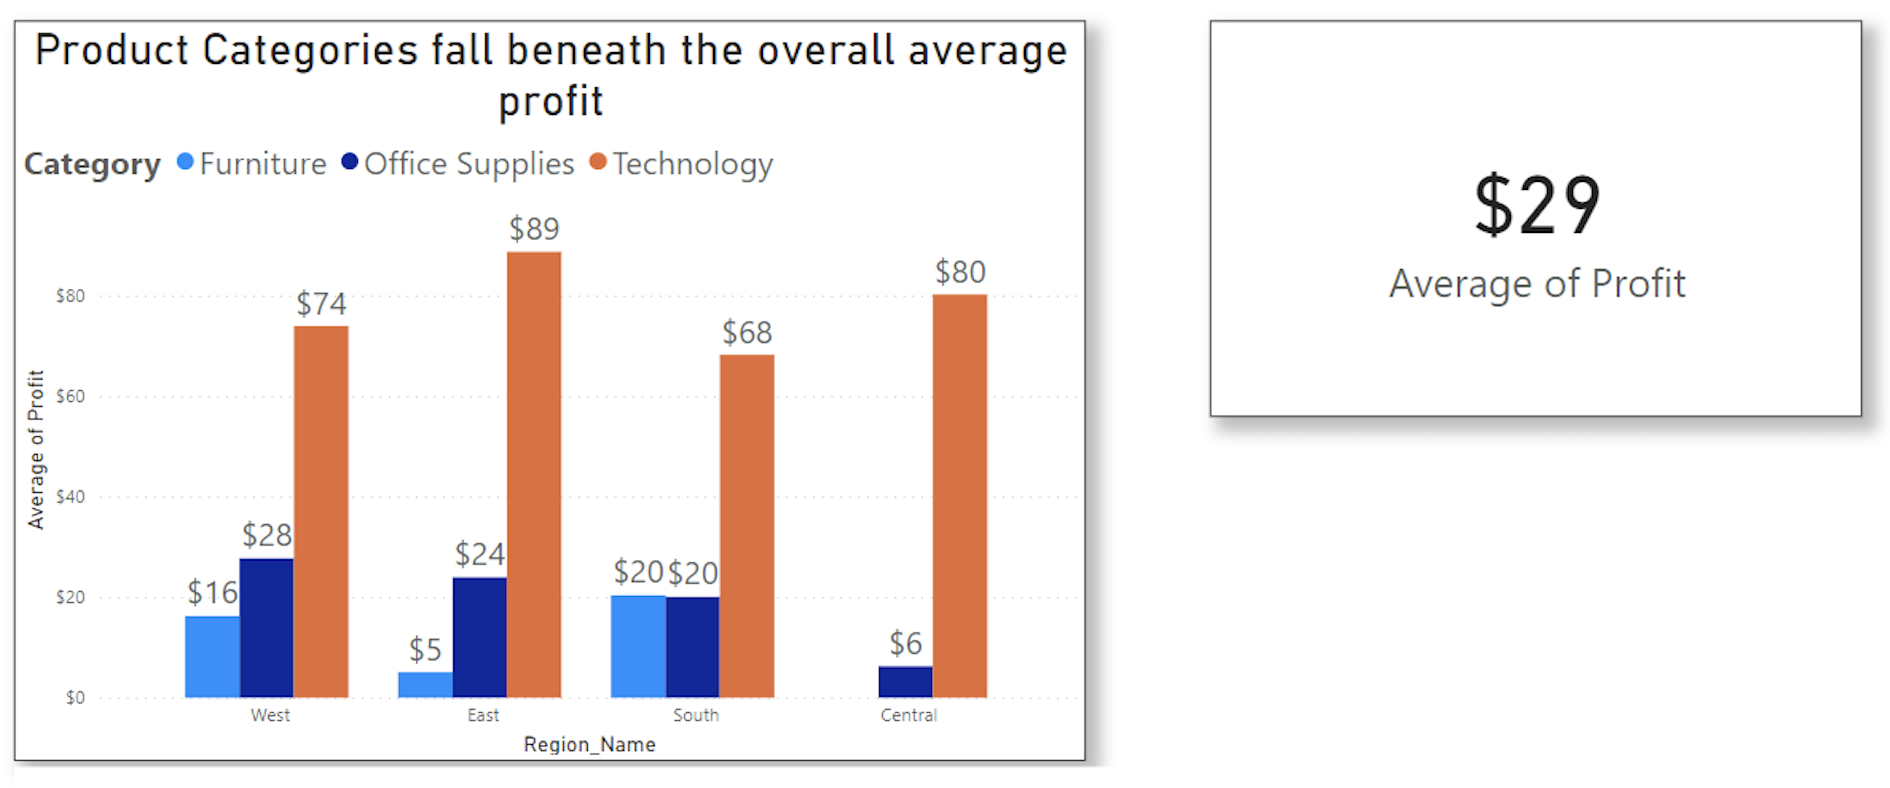 Product Categories fall beneath the overall average
profit
Category Furniture Office Supplies Technology
$89
$80
$74
$68
$28
$24
$20 $20
$16
$5
$6
Average of Profit
$80
$60
$40
$20
$0
West East South Central
Region_Name
$29
Average of Profit